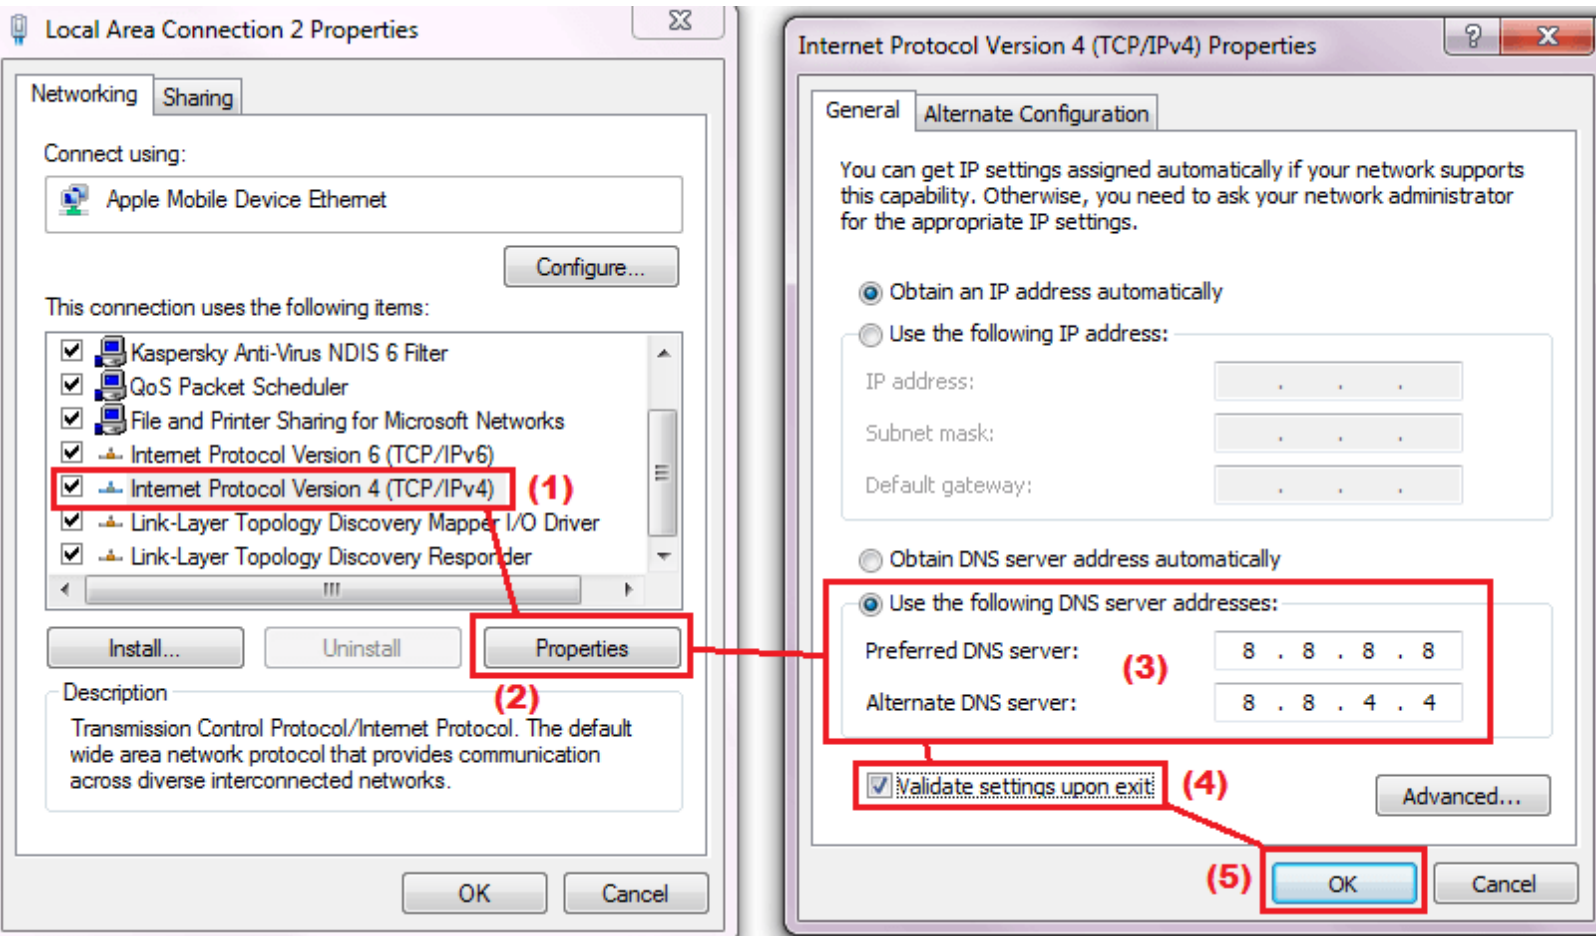 Local Area Connection 2 Properties
Networking
Sharing
Connect using:
Apple Mobile Device Ethernet
Configure...
This connection uses the following items:
Kaspersky Anti-Virus NDIS 6 Filter
QoS Packet Scheduler
File and Printer Sharing for Microsoft Networks
Internet Protocol Version 6 (TCP/IPv6)
Internet Protocol Version 4 (TCP/IPv4)
(1)
Link-Layer Topology Discovery Mapper I/O Driver
Link-Layer Topology Discovery Responder
Install...
Uninstall
Properties
(2)
Description
Transmission Control Protocol/Internet Protocol. The default
wide area network protocol that provides communication
across diverse interconnected networks.
OK
Cancel
Internet Protocol Version 4 (TCP/IPv4) Properties
?
General
Alternate Configuration
You can get IP settings assigned automatically if your network supports
this capability. Otherwise, you need to ask your network administrator
for the appropriate IP settings.
Obtain an IP address automatically
Use the following IP address:
IP address: . . .
Subnet mask: . . .
Default gateway: . . .
Obtain DNS server address automatically
Use the following DNS server addresses:
Preferred DNS server: 8 . 8 . 8 . 8
(3)
Alternate DNS server: 8 . 8 . 4 . 4
Validate settings upon exit
(4)
Advanced...
(5)
OK
Cancel